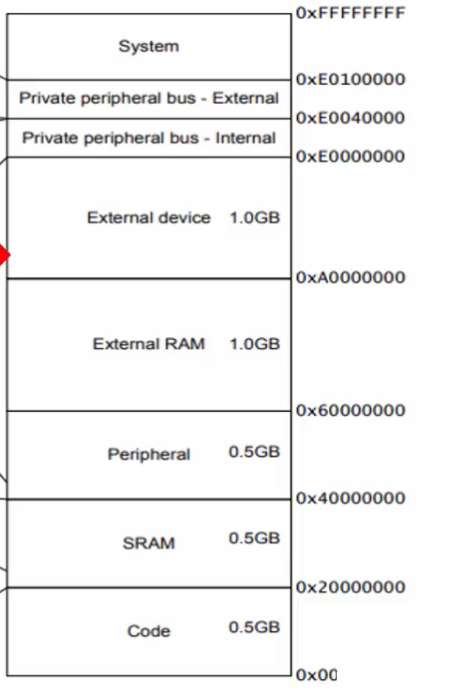 0xFFFFFFFF
System
0xE0100000
Private peripheral bus - External
0xE0040000
Private peripheral bus - Internal
0xE0000000
External device 1.0GB
0xA0000000
External RAM 1.0GB
0x60000000
Peripheral 0.5GB
0x40000000
SRAM 0.5GB
0x20000000
Code 0.5GB
0x00